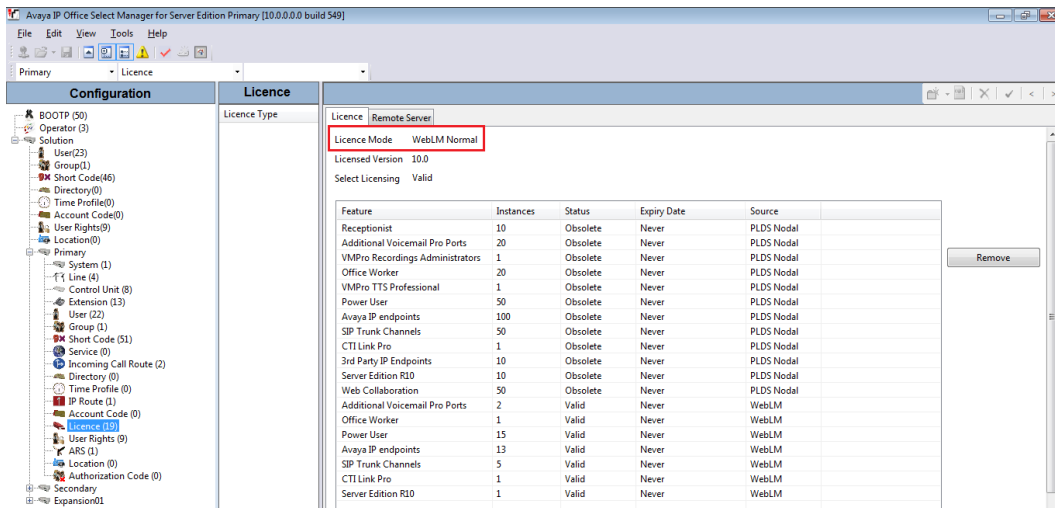 Avaya IP Office Select Manager for Server Edition Primary [10.0.0.0.0 build 549]
File Edit View Tools Help
Primary Licence
Configuration
BOOTP (50)
Operator (3)
Solution
User(23)
Group(1)
Short Code(46)
Directory(0)
Time Profile(0)
Account Code(0)
User Rights(9)
Location(0)
Primary
System (1)
Line (4)
Control Unit (8)
Extension (13)
User (22)
Group (1)
Short Code (51)
Service (0)
Incoming Call Route (2)
Directory (0)
Time Profile (0)
IP Route (1)
Account Code (0)
Licence (19)
User Rights (9)
ARS (1)
Location (0)
Authorization Code (0)
Secondary
Expansion01
Licence
Licence Type
Licence Remote Server
Licence Mode WebLM Normal
Licensed Version 10.0
Select Licensing Valid
Feature Instances Status Expiry Date Source
Receptionist 10 Obsolete Never PLDS Nodal
Additional Voicemail Pro Ports 20 Obsolete Never PLDS Nodal
VMPro Recordings Administrators 1 Obsolete Never PLDS Nodal
Office Worker 20 Obsolete Never PLDS Nodal
VMPro TTS Professional 1 Obsolete Never PLDS Nodal
Power User 50 Obsolete Never PLDS Nodal
Avaya IP endpoints 100 Obsolete Never PLDS Nodal
SIP Trunk Channels 50 Obsolete Never PLDS Nodal
CTI Link Pro 1 Obsolete Never PLDS Nodal
3rd Party IP Endpoints 10 Obsolete Never PLDS Nodal
Server Edition R10 10 Obsolete Never PLDS Nodal
Web Collaboration 50 Obsolete Never PLDS Nodal
Additional Voicemail Pro Ports 2 Valid Never WebLM
Office Worker 1 Valid Never WebLM
Power User 15 Valid Never WebLM
Avaya IP endpoints 13 Valid Never WebLM
SIP Trunk Channels 5 Valid Never WebLM
CTI Link Pro 1 Valid Never WebLM
Server Edition R10 1 Valid Never WebLM
Remove